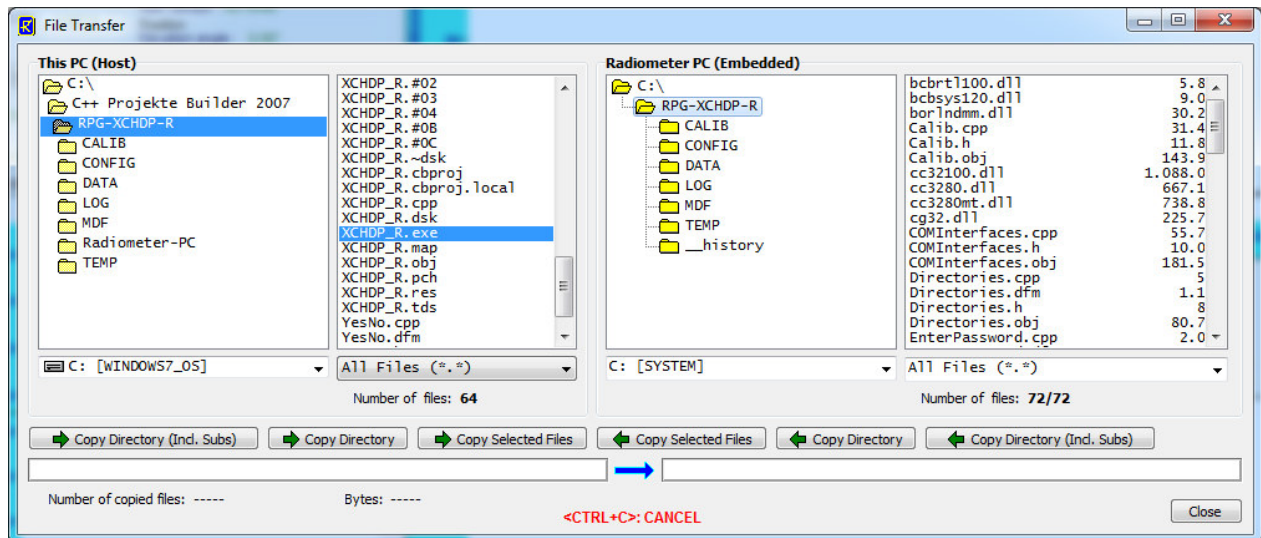 File Transfer
This PC (Host)
C:\
C++ Projekte Builder 2007
RPG-XCHDP-R
CALIB
CONFIG
DATA
LOG
MDF
Radiometer-PC
TEMP
XCHDP_R.#02
XCHDP_R.#03
XCHDP_R.#04
XCHDP_R.#0B
XCHDP_R.#0C
XCHDP_R.~dsk
XCHDP_R.cbproj
XCHDP_R.cbproj.local
XCHDP_R.cpp
XCHDP_R.dsk
XCHDP_R.exe
XCHDP_R.map
XCHDP_R.obj
XCHDP_R.pch
XCHDP_R.res
XCHDP_R.tds
YesNo.cpp
YesNo.dfm
C: [WINDOWS7_OS]
All Files (*.*)
Number of files: 64
Radiometer PC (Embedded)
C:\
RPG-XCHDP-R
CALIB
CONFIG
DATA
LOG
MDF
TEMP
__history
bcbrtl100.dll 5.8
bcbsys120.dll 9.0
borlndmm.dll 30.2
Calib.cpp 31.4
Calib.h 11.8
Calib.obj 143.9
cc32100.dll 1.088.0
cc3280.dll 667.1
cc3280mt.dll 738.8
cg32.dll 225.7
COMInterfaces.cpp 55.7
COMInterfaces.h 10.0
COMInterfaces.obj 181.5
Directories.cpp 5
Directories.dfm 1.1
Directories.h 8
Directories.obj 80.7
EnterPassword.cpp 2.0
C: [SYSTEM]
All Files (*.*)
Number of files: 72/72
Copy Directory (Incl. Subs)
Copy Directory
Copy Selected Files
Copy Selected Files
Copy Directory
Copy Directory (Incl. Subs)
Number of copied files: -----
Bytes: -----
<CTRL+C>: CANCEL
Close